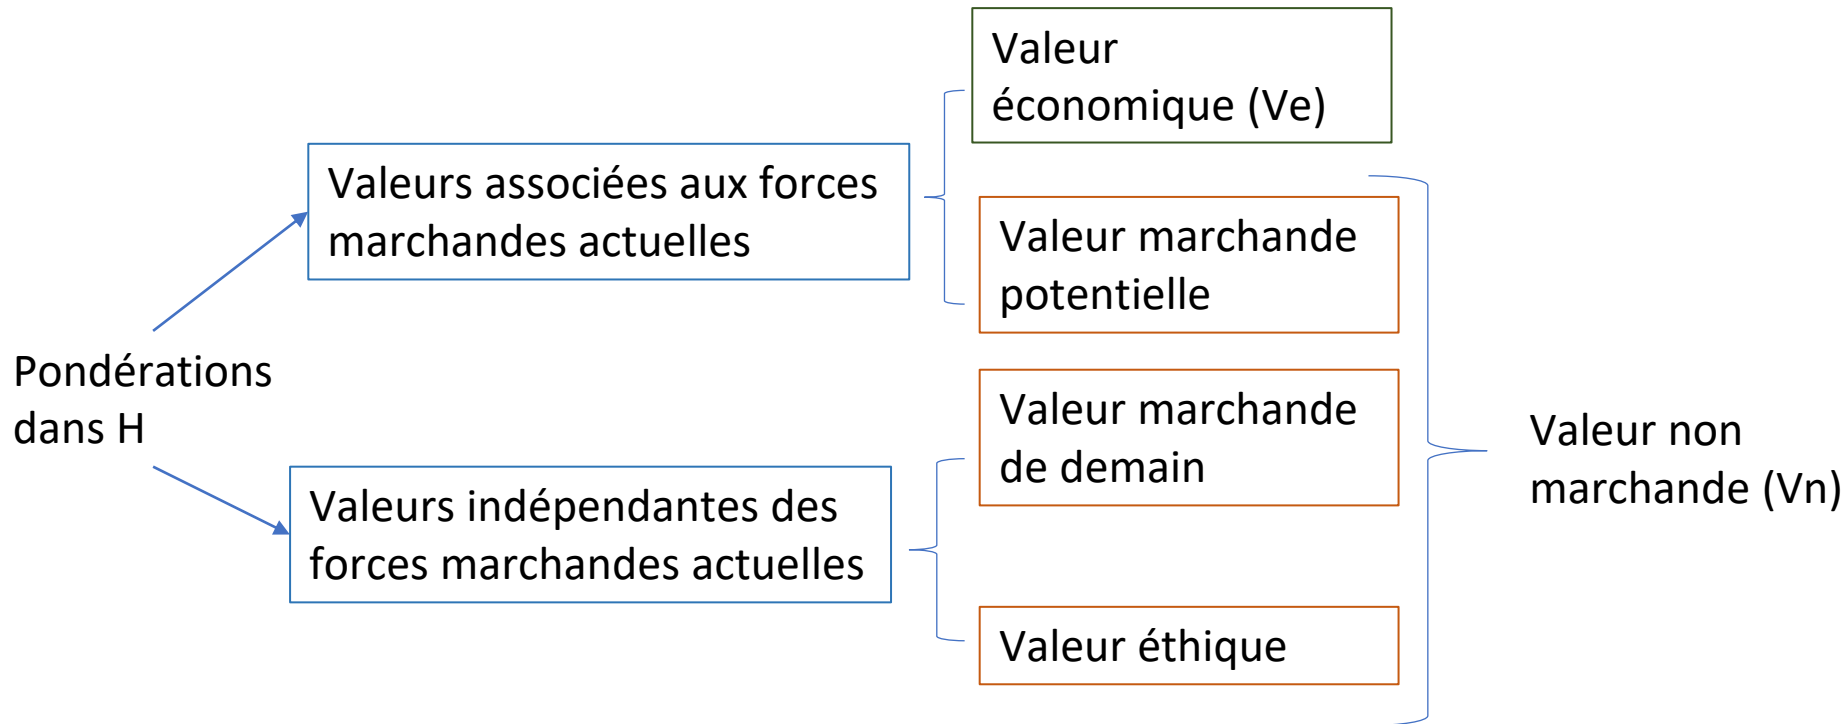 Valeur
économique (Ve)
Valeurs associées aux forces
marchandes actuelles
Valeur marchande
potentielle
Pondérations
dans H
Valeur marchande
de demain
Valeur non
marchande (Vn)
Valeurs indépendantes des
forces marchandes actuelles
Valeur éthique